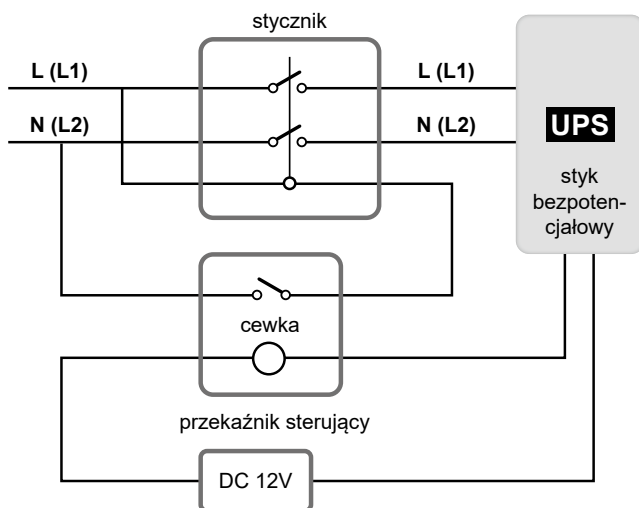 stycznik
L (L1)
L (L1)
N (L2)
N (L2)
UPS
styk
bezpoten-
cjałowy
cewka
przekaźnik sterujący
DC 12V